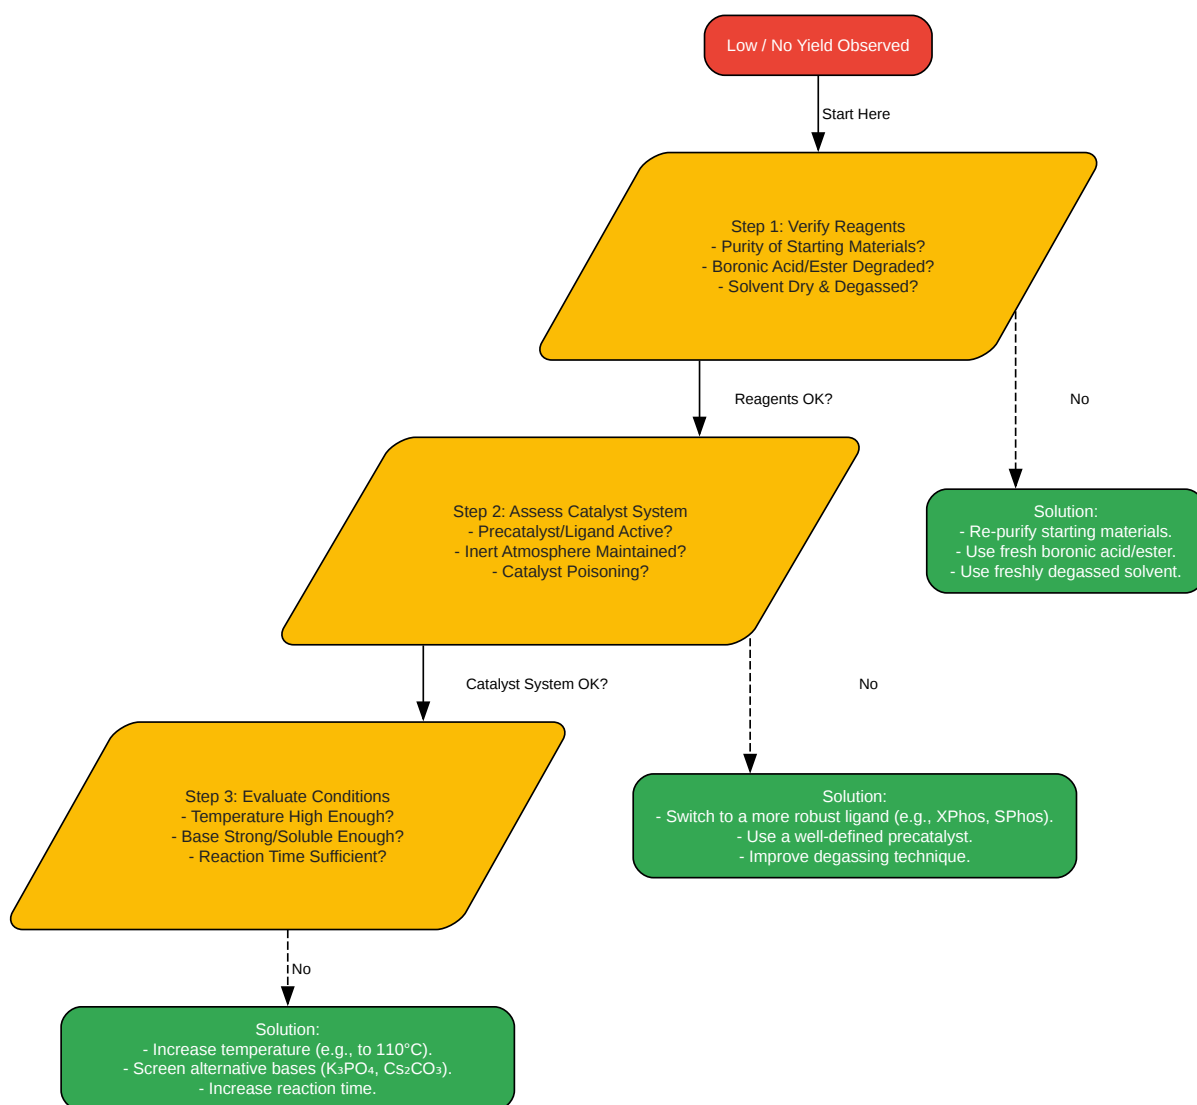 Low / No Yield Observed
Start Here
Step 1: Verify Reagents
- Purity of Starting Materials?
- Boronic Acid/Ester Degraded?
- Solvent Dry & Degassed?
Reagents OK?
No
Step 2: Assess Catalyst System
- Precatalyst/Ligand Active?
- Inert Atmosphere Maintained?
- Catalyst Poisoning?
Solution:
- Re-purify starting materials.
- Use fresh boronic acid/ester.
- Use freshly degassed solvent.
Catalyst System OK?
No
Step 3: Evaluate Conditions
- Temperature High Enough?
- Base Strong/Soluble Enough?
- Reaction Time Sufficient?
Solution:
- Switch to a more robust ligand (e.g., XPhos, SPhos).
- Use a well-defined precatalyst.
- Improve degassing technique.
No
Solution:
- Increase temperature (e.g., to 110°C).
- Screen alternative bases (K₃PO₄, Cs₂CO₃).
- Increase reaction time.